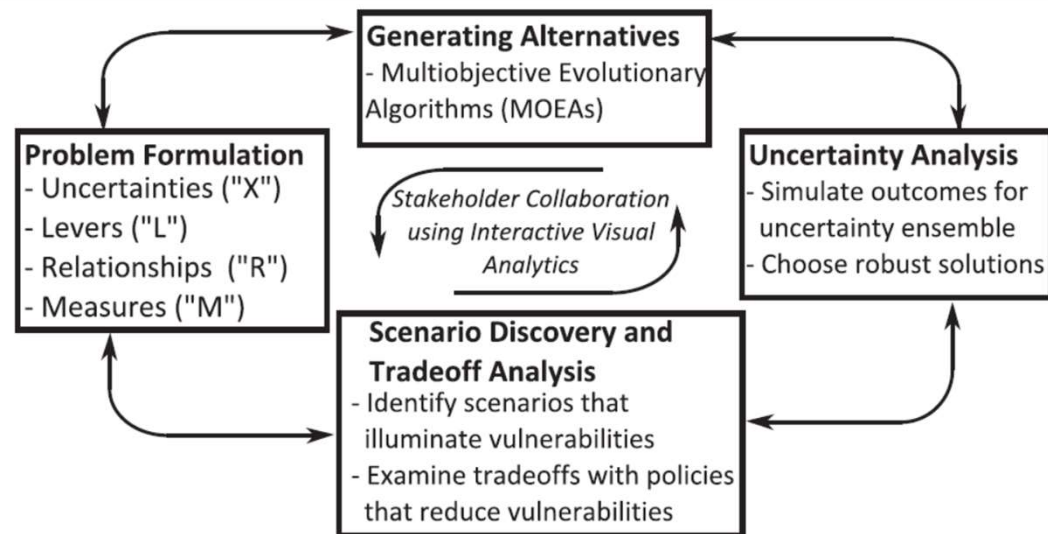 Generating Alternatives
- Multiobjective Evolutionary
Algorithms (MOEAs)
Problem Formulation
- Uncertainties ("X")
- Levers ("L")
- Relationships ("R")
- Measures ("M")
Stakeholder Collaboration
using Interactive Visual
Analytics
Uncertainty Analysis
- Simulate outcomes for
uncertainty ensemble
- Choose robust solutions
Scenario Discovery and
Tradeoff Analysis
- Identify scenarios that
illuminate vulnerabilities
- Examine tradeoffs with policies
that reduce vulnerabilities